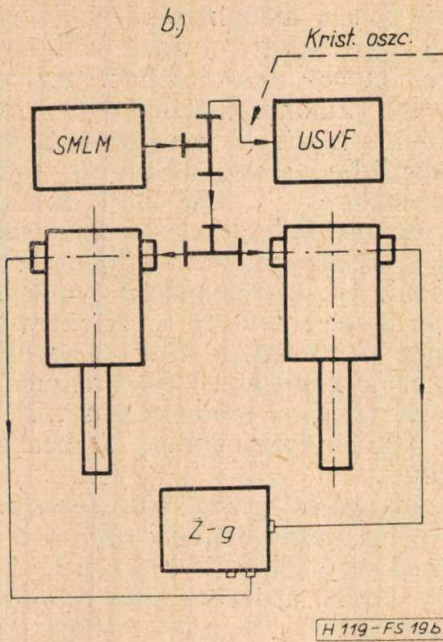 b.)
Krist. oszc.
SMLM
USVF
Z-g
H 119-FS 19b